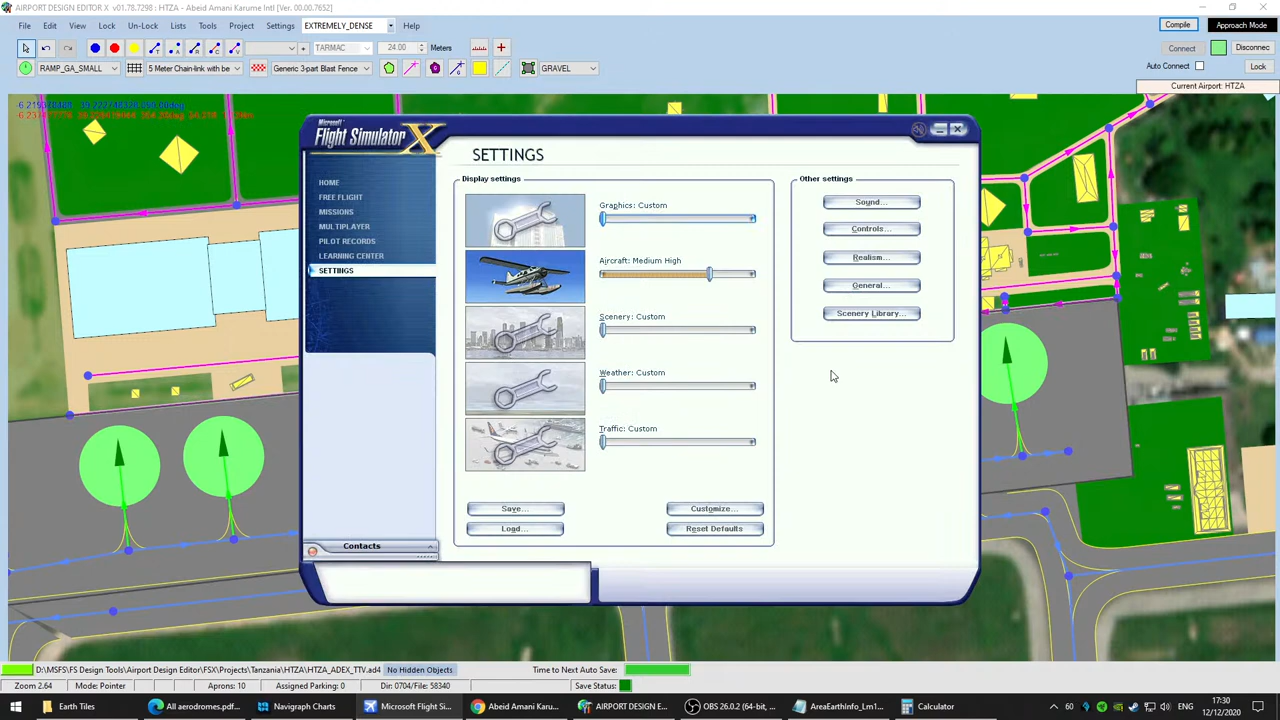 AIRPORT DESIGN EDITOR X v01.78.7298 : HTZA - Abeid Amani Karume Intl [Ver. 00.00.7652]
File Edit View Lock Un-Lock Lists Tools Project Settings EXTREMELY_DENSE Help
Compile
Approach Mode
TARMAC 24.00 Meters
Connect
Disconnect
RAMP_GA_SMALL
5 Meter Chain-link with be
Generic 3-part Blast Fence
GRAVEL
Auto Connect
Lock
Current Airport: HTZA
Microsoft
Flight Simulator X
SETTINGS
HOME
FREE FLIGHT
MISSIONS
MULTIPLAYER
PILOT RECORDS
LEARNING CENTER
SETTINGS
Contacts
Display settings
Graphics: Custom
Aircraft: Medium High
Scenery: Custom
Weather: Custom
Traffic: Custom
Save...
Customize...
Load...
Reset Defaults
Other settings
Sound...
Controls...
Realism...
General...
Scenery Library...
D:\MSFS\FS Design Tools\Airport Design Editor\FSX\Projects\Tanzania\HTZA\HTZA_ADEX_TTV.ad4
No Hidden Objects
Time to Next Auto Save:
Zoom 2.64
Mode: Pointer
Aprons: 10
Assigned Parking: 0
Dir: 0704/File: 58340
Save Status:
Earth Tiles
All aerodromes.pdf...
Navigraph Charts
Microsoft Flight Si...
Abeid Amani Karum...
AIRPORT DESIGN E...
OBS 26.0.2 (64-bit, ...
AreaEarthInfo_Lm1...
Calculator
60
ENG
17:30
12/12/2020